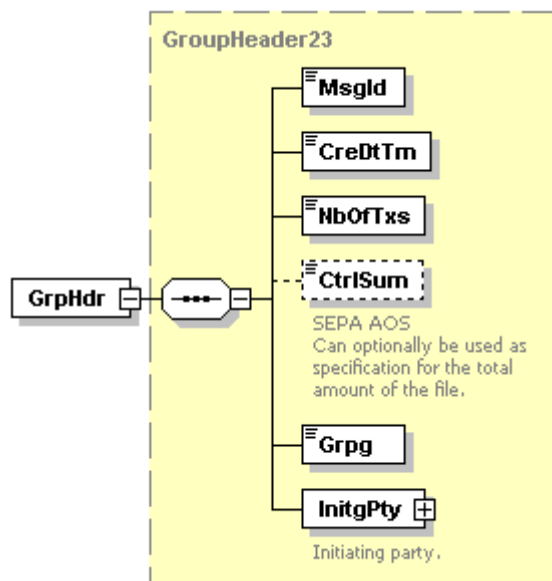 GroupHeader23
MsgId
CreDtTm
NbOfTxs
CtrlSum
SEPA AOS
Can optionally be used as
specification for the total
amount of the file.
GrpHdr
Grpg
InitgPty
Initiating party.